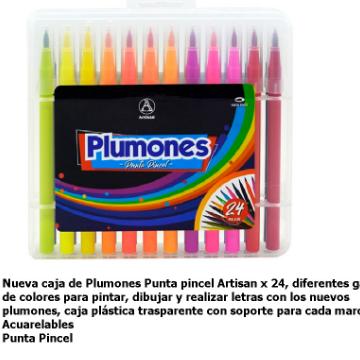 Artisan
Plumones
-Punta Pincel-
24
Nueva caja de Plumones Punta pincel Artisan x 24, diferentes g
de colores para pintar, dibujar y realizar letras con los nuevos
plumones, caja plástica trasparente con soporte para cada marc
Acuarelables
Punta Pincel